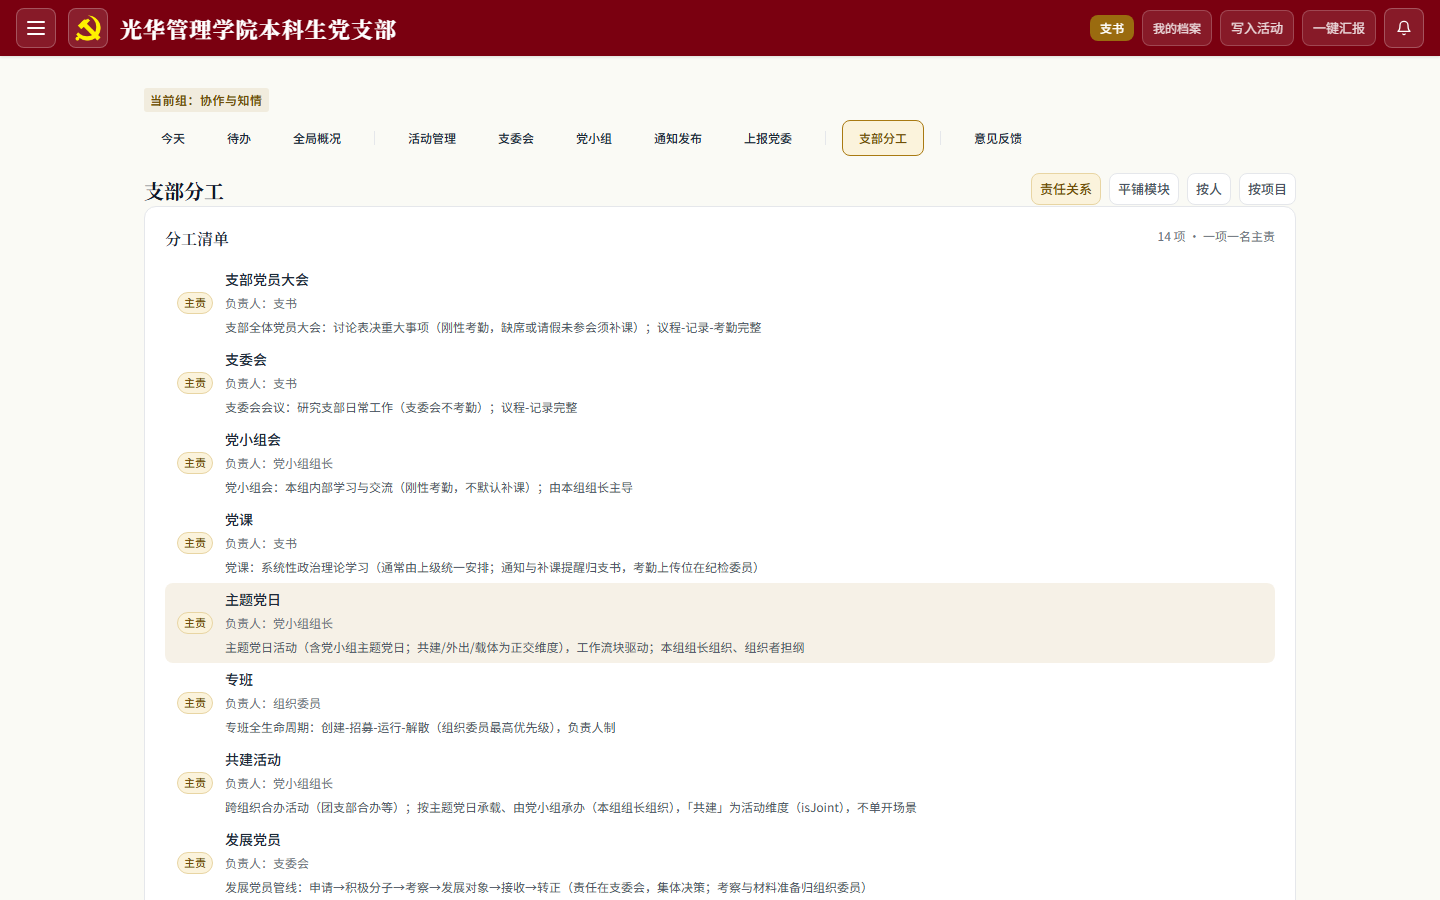 光华管理学院本科生党支部
支书
我的档案
写入活动
一键汇报
当前组：协作与知情
今天
待办
全局概况
活动管理
支委会
党小组
通知发布
上报党委
支部分工
意见反馈
支部分工
责任关系
平铺模块
按人
按项目
分工清单
14 项 · 一项一名主责
支部党员大会
主责
负责人：支书
支部全体党员大会：讨论表决重大事项（刚性考勤，缺席或请假未参会须补课）；议程-记录-考勤完整
支委会
主责
负责人：支书
支委会会议：研究支部日常工作（支委会不考勤）；议程-记录完整
党小组会
主责
负责人：党小组组长
党小组会：本组内部学习与交流（刚性考勤，不默认补课）；由本组组长主导
党课
主责
负责人：支书
党课：系统性政治理论学习（通常由上级统一安排；通知与补课提醒归支书，考勤上传位在纪检委员）
主题党日
主责
负责人：党小组组长
主题党日活动（含党小组主题党日；共建/外出/载体为正交维度），工作流块驱动；本组组长组织、组织者担纲
专班
主责
负责人：组织委员
专班全生命周期：创建-招募-运行-解散（组织委员最高优先级），负责人制
共建活动
主责
负责人：党小组组长
跨组织合办活动（团支部合办等）；按主题党日承载、由党小组承办（本组组长组织），「共建」为活动维度（isJoint），不单开场景
发展党员
主责
负责人：支委会
发展党员管线：申请→积极分子→考察→发展对象→接收→转正（责任在支委会，集体决策；考察与材料准备归组织委员）